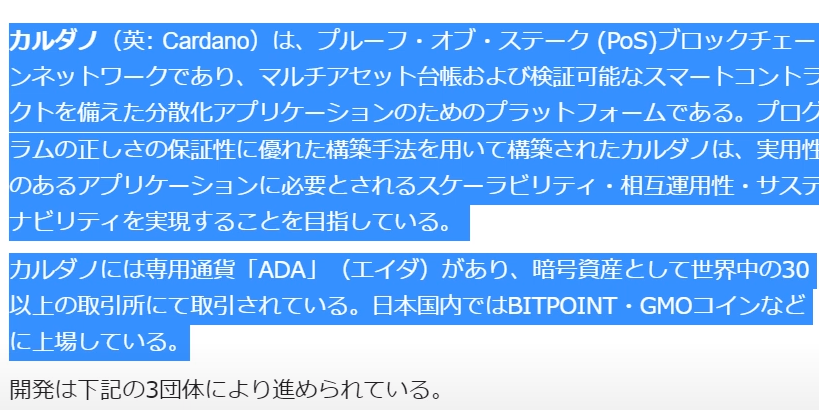 カルダノ（英: Cardano）は、プルーフ・オブ・ステーク (PoS)ブロックチェー
ンネットワークであり、マルチアセット台帳および検証可能なスマートコントラ
クトを備えた分散化アプリケーションのためのプラットフォームである。プログ
ラムの正しさの保証性に優れた構築手法を用いて構築されたカルダノは、実用性
のあるアプリケーションに必要とされるスケーラビリティ・相互運用性・サステ
ナビリティを実現することを目指している。
カルダノには専用通貨「ADA」（エイダ）があり、暗号資産として世界中の30
以上の取引所にて取引されている。日本国内ではBITPOINT・GMOコインなど
に上場している。
開発は下記の3団体により進められている。